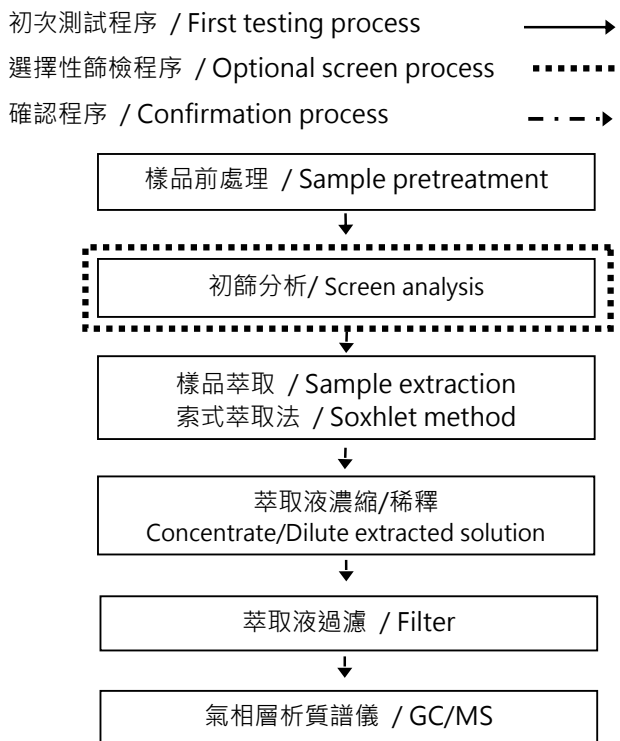 初次測試程序 / First testing process
選擇性篩檢程序 / Optional screen process
確認程序 / Confirmation process
樣品前處理 / Sample pretreatment
初篩分析/ Screen analysis
樣品萃取 / Sample extraction
索式萃取法 / Soxhlet method
萃取液濃縮/稀釋
Concentrate/Dilute extracted solution
萃取液過濾 / Filter
氣相層析質譜儀 / GC/MS